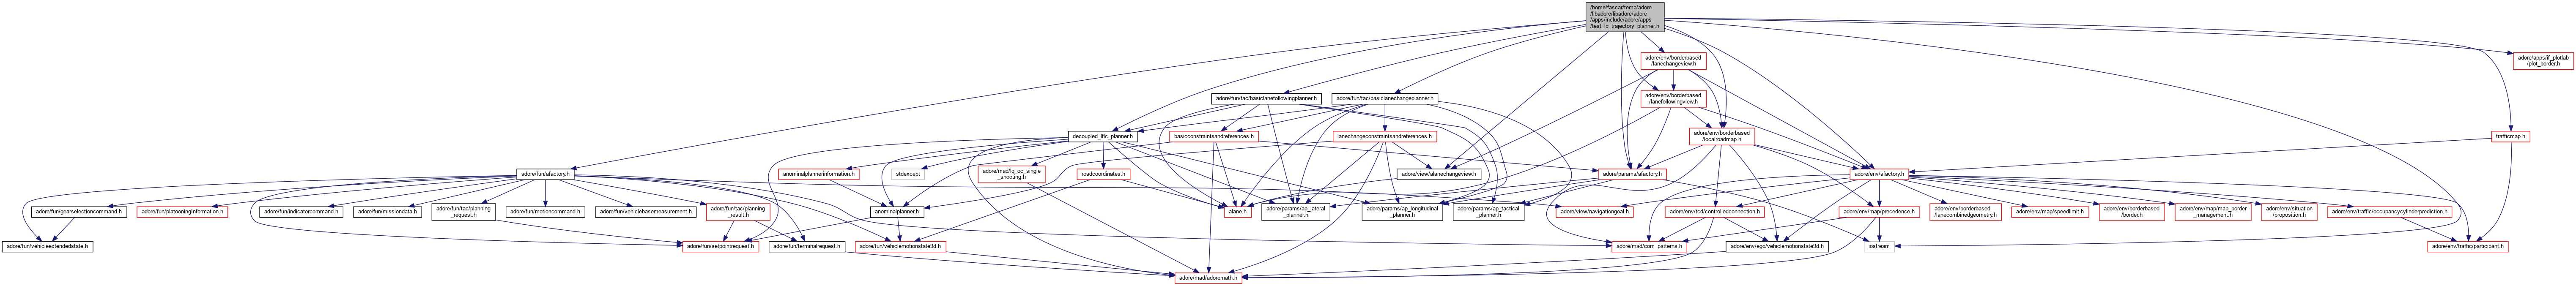 /home/fascar/temp/adore
/libadore/libadore/adore
/apps/include/adore/apps
/test_lc_trajectory_planner.h
adore/env/borderbased
/lanechangeview.h
adore/apps/if_plotlab
/plot_border.h
adore/fun/tac/basiclanefollowingplanner.h
adore/fun/tac/basiclanechangeplanner.h
adore/env/borderbased
/lanefollowingview.h
decoupled_lflc_planner.h
basicconstraintsandreferences.h
lanechangeconstraintsandreferences.h
adore/env/borderbased
/localroadmap.h
trafficmap.h
adore/fun/afactory.h
anominalplannerinformation.h
stdexcept
adore/mad/lq_oc_single
_shooting.h
roadcoordinates.h
adore/view/alanechangeview.h
adore/params/afactory.h
adore/env/afactory.h
adore/fun/gearselectioncommand.h
adore/fun/platooningInformation.h
adore/fun/indicatorcommand.h
adore/fun/missiondata.h
adore/fun/tac/planning
_request.h
adore/fun/motioncommand.h
adore/fun/vehiclebasemeasurement.h
adore/fun/tac/planning
_result.h
anominalplanner.h
alane.h
adore/params/ap_lateral
_planner.h
adore/params/ap_longitudinal
_planner.h
adore/params/ap_tactical
_planner.h
adore/view/navigationgoal.h
adore/env/tcd/controlledconnection.h
adore/env/map/precedence.h
adore/env/borderbased
/lanecombinedgeometry.h
adore/env/map/speedlimit.h
adore/env/borderbased
/border.h
adore/env/map/map_border
_management.h
adore/env/situation
/proposition.h
adore/env/traffic/occupancycylinderprediction.h
adore/fun/vehicleextendedstate.h
adore/fun/setpointrequest.h
adore/fun/terminalrequest.h
adore/fun/vehiclemotionstate9d.h
adore/mad/com_patterns.h
adore/env/ego/vehiclemotionstate9d.h
iostream
adore/env/traffic/participant.h
adore/mad/adoremath.h